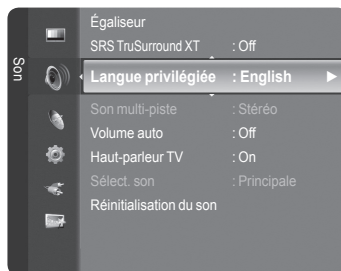 Son
Égaliseur
SRS TruSurround XT : Off
Langue privilégiée : English
Son multi-piste : Stéréo
Volume auto : Off
Haut-parleur TV : On
Sélect. son : Principale
Réinitialisation du son